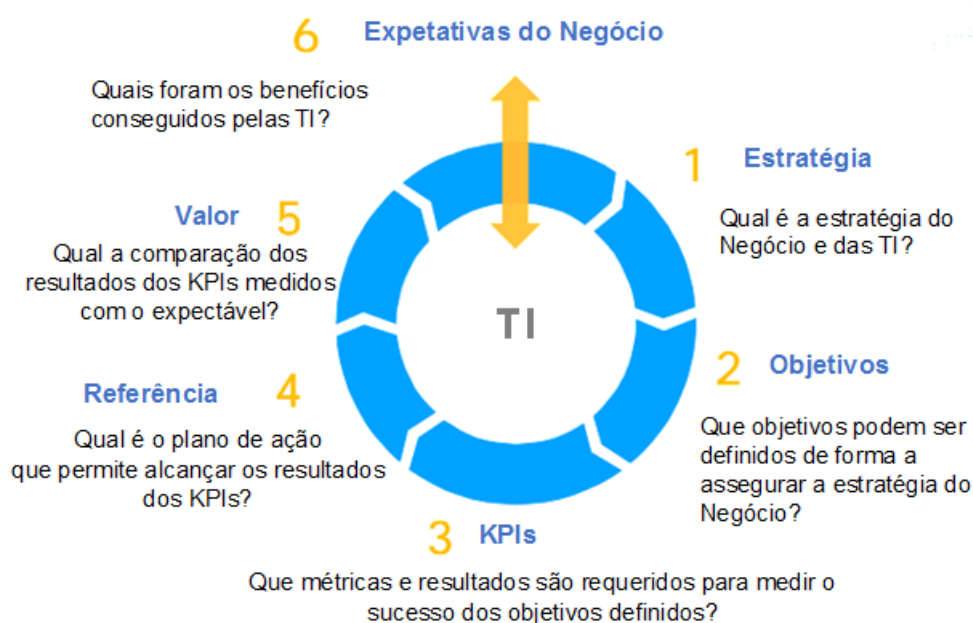 6 Expetativas do Negócio
Quais foram os benefícios
conseguidos pelas TI?
1 Estratégia
Qual é a estratégia do
Negócio e das TI?
2 Objetivos
Que objetivos podem ser
definidos de forma a
assegurar a estratégia do
Negócio?
3 KPIs
Que métricas e resultados são requeridos para medir o
sucesso dos objetivos definidos?
Referência 4
Qual é o plano de ação
que permite alcançar os resultados
dos KPIs?
Valor 5
Qual a comparação dos
resultados dos KPIs medidos
com o expectável?
TI